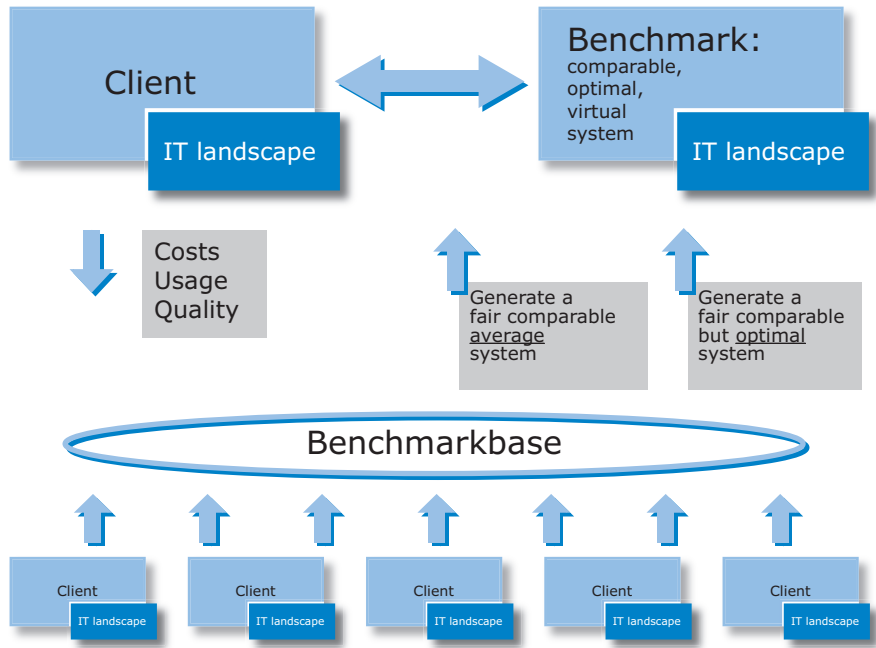 Client
IT landscape
Benchmark:
comparable,
optimal,
virtual
system
IT landscape
Costs
Usage
Quality
Generate a
fair comparable
average
system
Generate a
fair comparable
but optimal
system
Benchmarkbase
Client
IT landscape
Client
IT landscape
Client
IT landscape
Client
IT landscape
Client
IT landscape